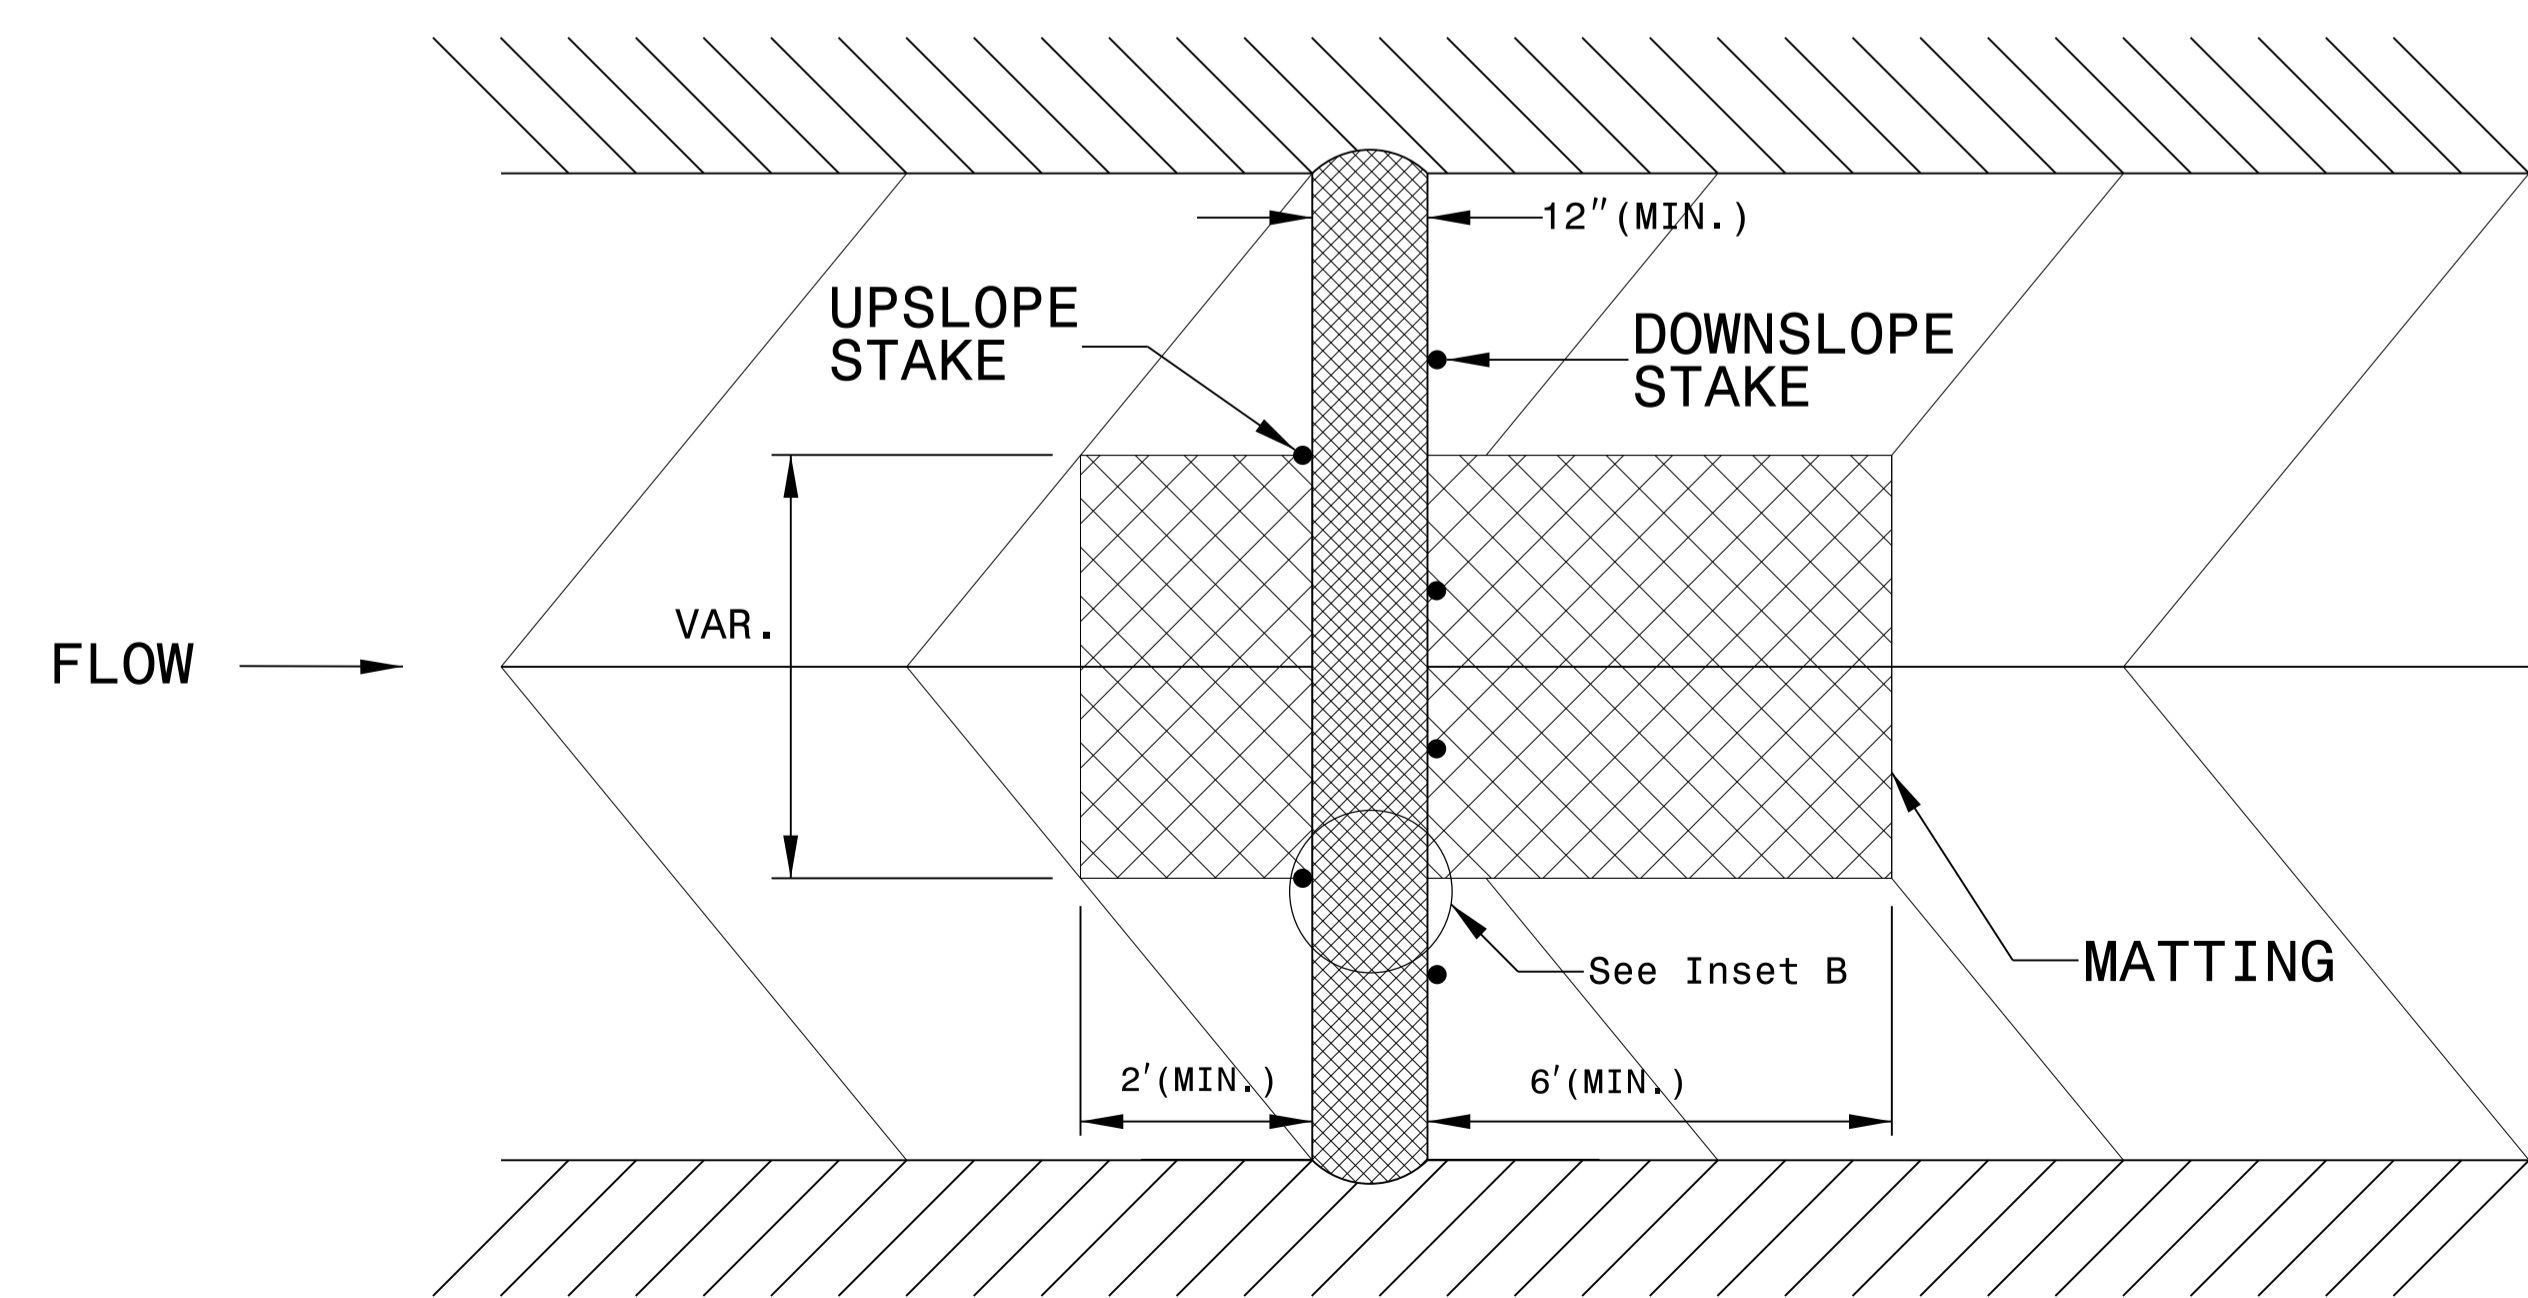 12"(MIN.)
UPSLOPE
STAKE
DOWNSLOPE
STAKE
VAR.
FLOW
MATTING
See Inset B
2'(MIN.)
6'(MIN.)